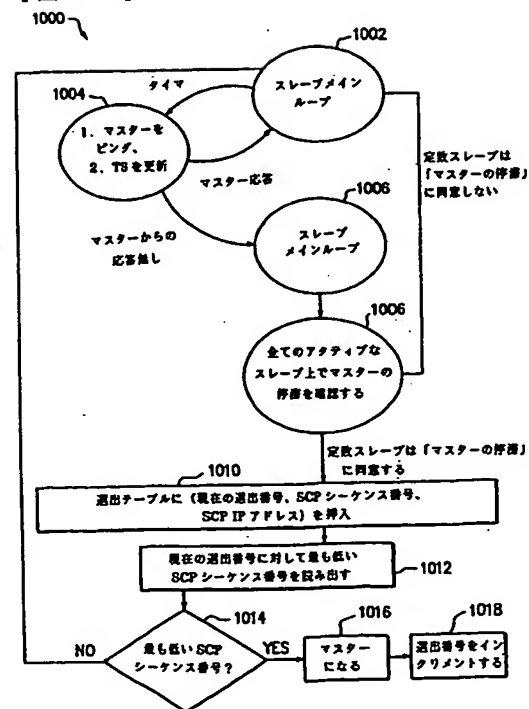 1000
1002
スレーブメイン
ループ
タイマ
1004
1. マスターを
ピング、
2. TSを更新
マスター応答
定数スレーブは
「マスターの停滞」
に同意しない
マスターからの
応答無し
1006
スレーブ
メインループ
1006
全てのアクティブな
スレーブ上でマスターの
停滞を確認する
定数スレーブは「マスターの停滞」
に同意する
1010
選出テーブルに(現在の選出番号、SCPシーケンス番号、
SCP IPアドレス)を挿入
現在の選出番号に対して最も低い
SCPシーケンス番号を読み出す
1012
1014
最も低いSCP
シーケンス番号?
NO
YES
1016
マスター
になる
1018
選出番号をイン
クリメントする